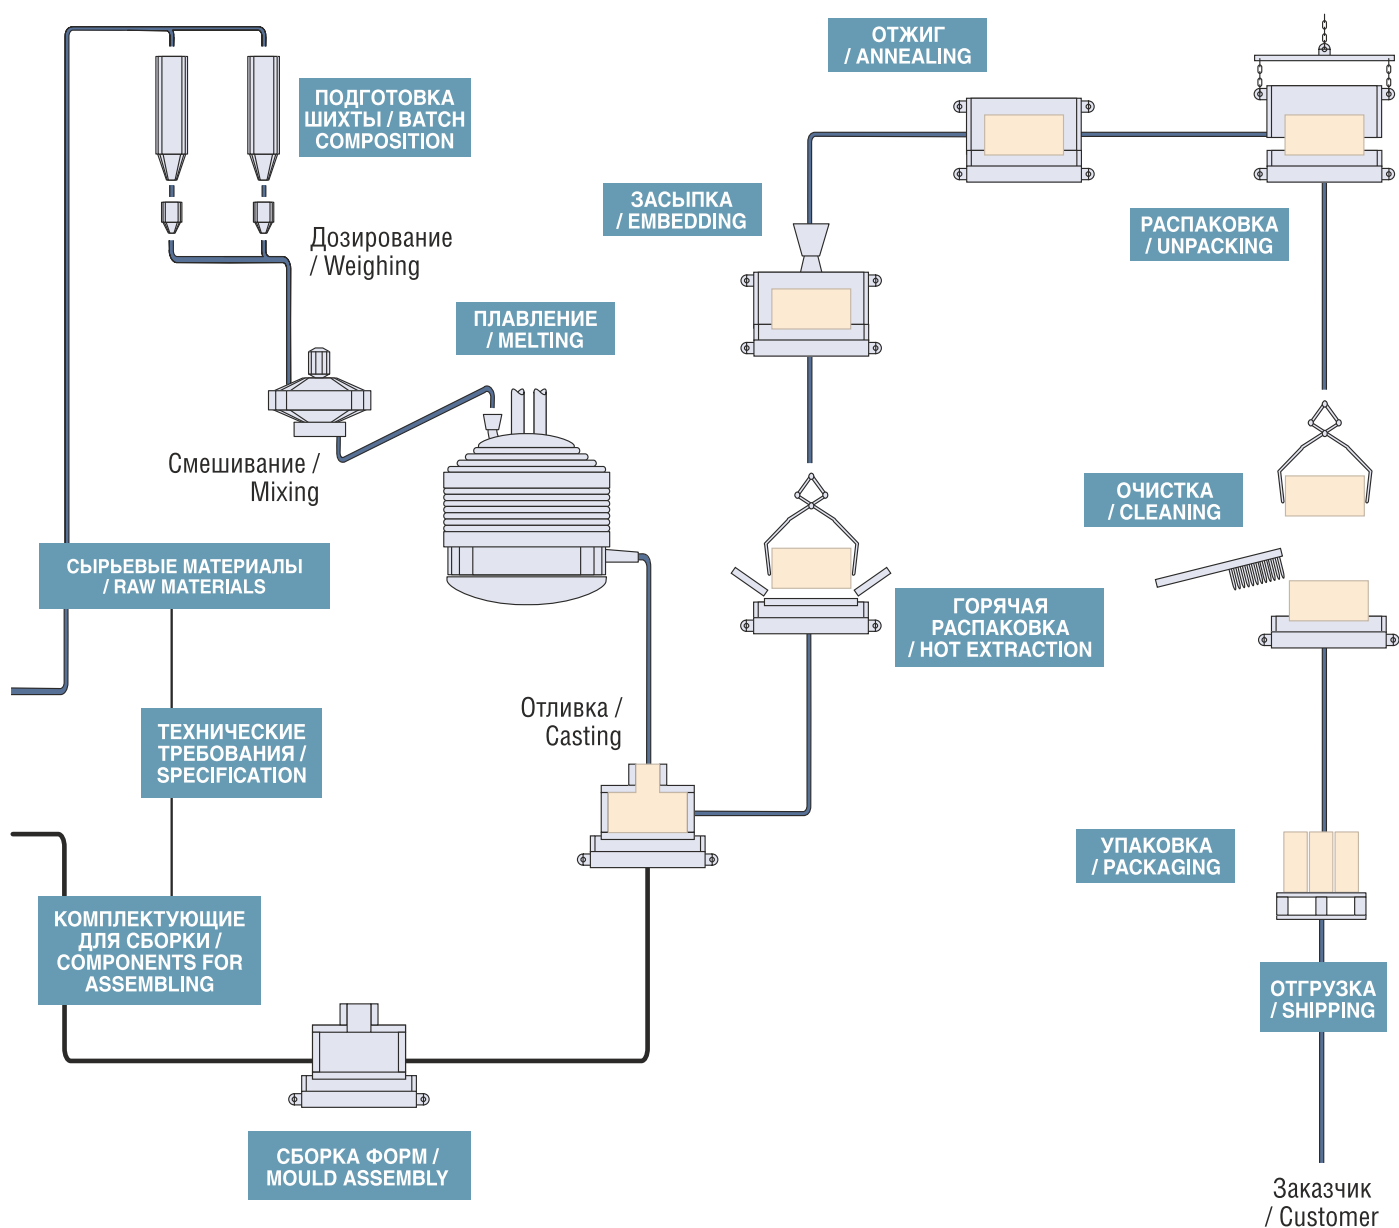 ПОДГОТОВКА
ШИХТЫ / BATCH
COMPOSITION
Дозирование
/ Weighing
Смешивание /
Mixing
ПЛАВЛЕНИЕ
/ MELTING
СЫРЬЕВЫЕ МАТЕРИАЛЫ
/ RAW MATERIALS
ТЕХНИЧЕСКИЕ
ТРЕБОВАНИЯ /
SPECIFICATION
КОМПЛЕКТУЮЩИЕ
ДЛЯ СБОРКИ /
COMPONENTS FOR
ASSEMBLING
СБОРКА ФОРМ /
MOULD ASSEMBLY
Отливка /
Casting
ГОРЯЧАЯ
РАСПАКОВКА
/ HOT EXTRACTION
ЗАСЫПКА
/ EMBEDDING
ОТЖИГ
/ ANNEALING
РАСПАКОВКА
/ UNPACKING
ОЧИСТКА
/ CLEANING
УПАКОВКА
/ PACKAGING
ОТГРУЗКА
/ SHIPPING
Заказчик
/ Customer